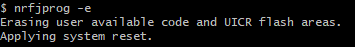 $ nrfjprog -e
Erasing user available code and UICR flash areas.
Applying system reset.